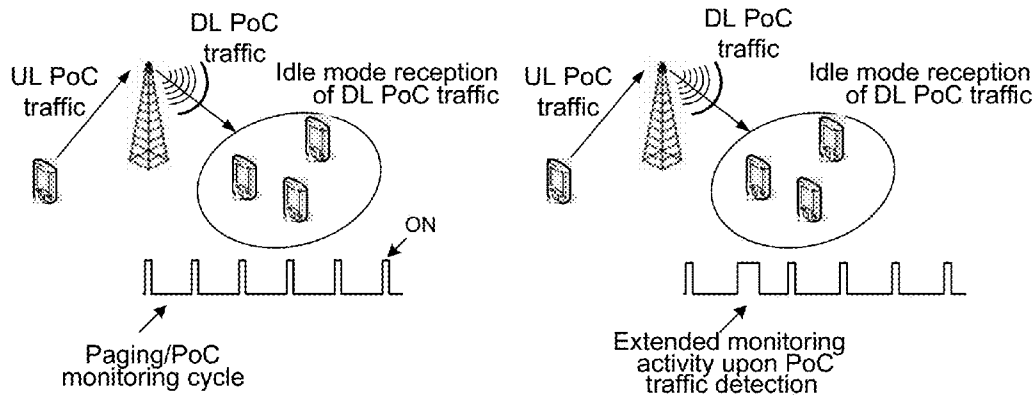 DL PoC
traffic
UL PoC
traffic
Idle mode reception
of DL PoC traffic
ON
Paging/PoC
monitoring cycle
DL PoC
traffic
UL PoC
traffic
Idle mode reception
of DL PoC traffic
Extended monitoring
activity upon PoC
traffic detection